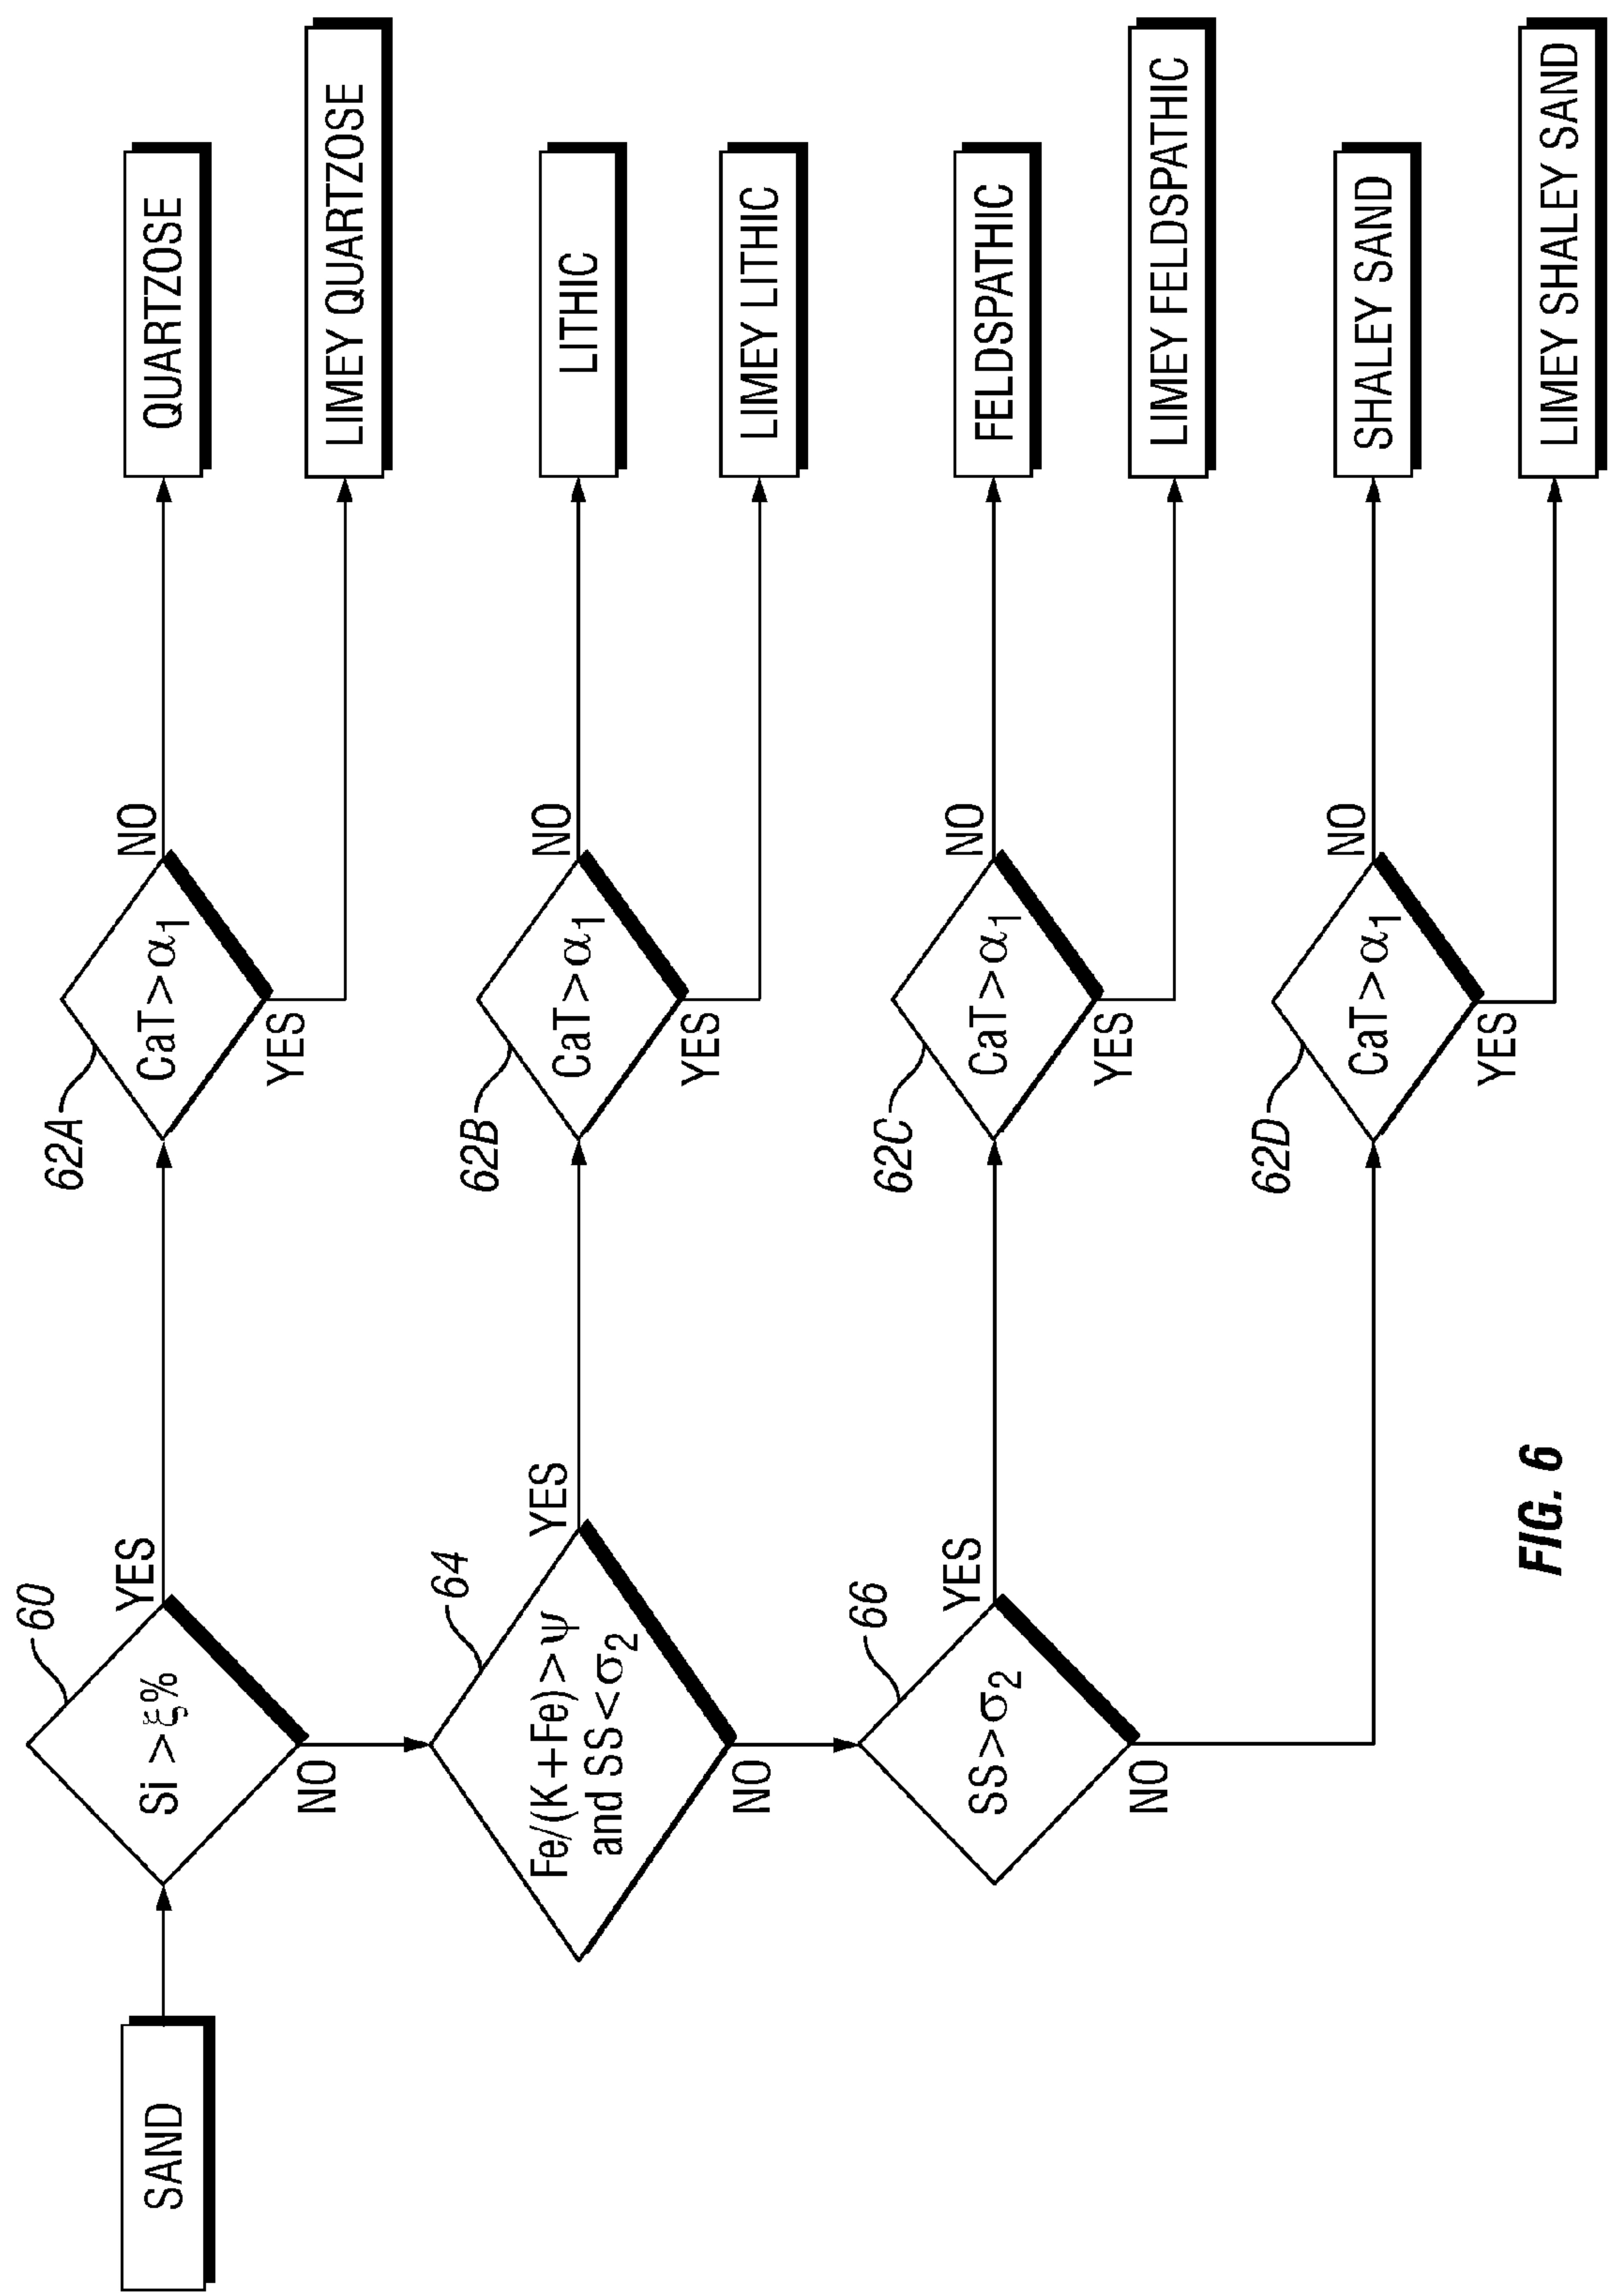 SAND
60
Si > ξ%
YES
NO
62A
CaT > α1
NO
YES
QUARTZOSE
LIMEY QUARTZOSE
64
Fe/(K+Fe) > ψ
and SS < σ2
YES
NO
62B
CaT > α1
NO
YES
LITHIC
LIMEY LITHIC
66
SS > σ2
YES
NO
62C
CaT > α1
NO
YES
FELDSPATHIC
LIMEY FELDSPATHIC
62D
CaT > α1
NO
YES
SHALEY SAND
LIMEY SHALEY SAND
FIG. 6